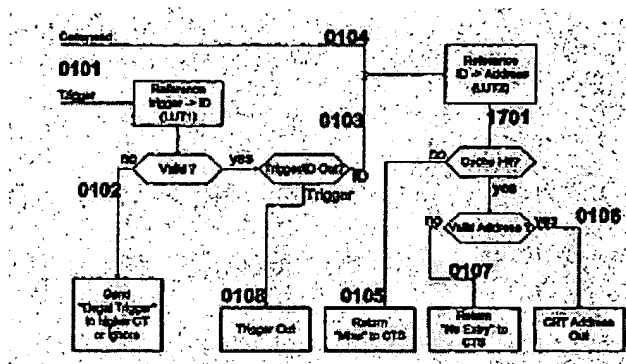 Command
0104
0101
Trigger
Reference
trigger -> ID
(LUT1)
Reference
ID -> Address
(LUT2)
0103
1701
no
Valid ?
yes
Trigger/ID Out?
ID
no
Cache Hit?
0102
Trigger
yes
no
Valid Address ?
yes
0106
0107
0108
0105
Send
"Illegal Trigger"
to higher CT
or ignore
Trigger Out
Return
"Miss" to CTS
Return
"No Entry" to
CTS
CRT Address
Out